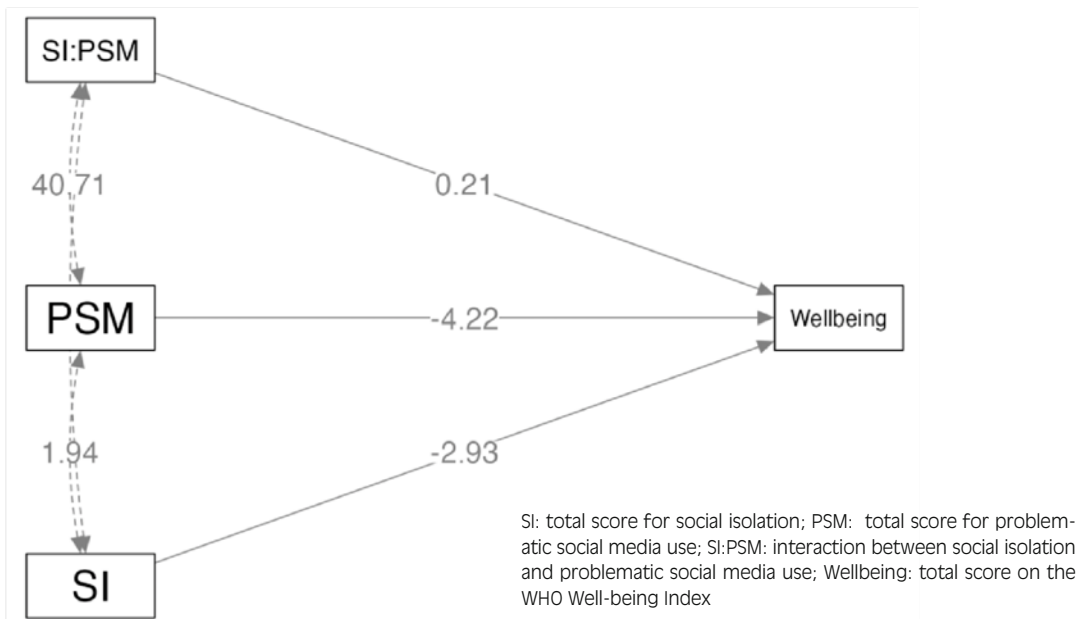 SI:PSM
40.71
0.21
PSM
-4.22
Wellbeing
1.94
-2.93
SI
SI: total score for social isolation; PSM: total score for problem-
atic social media use; SI:PSM: interaction between social isolation
and problematic social media use; Wellbeing: total score on the
WHO Well-being Index